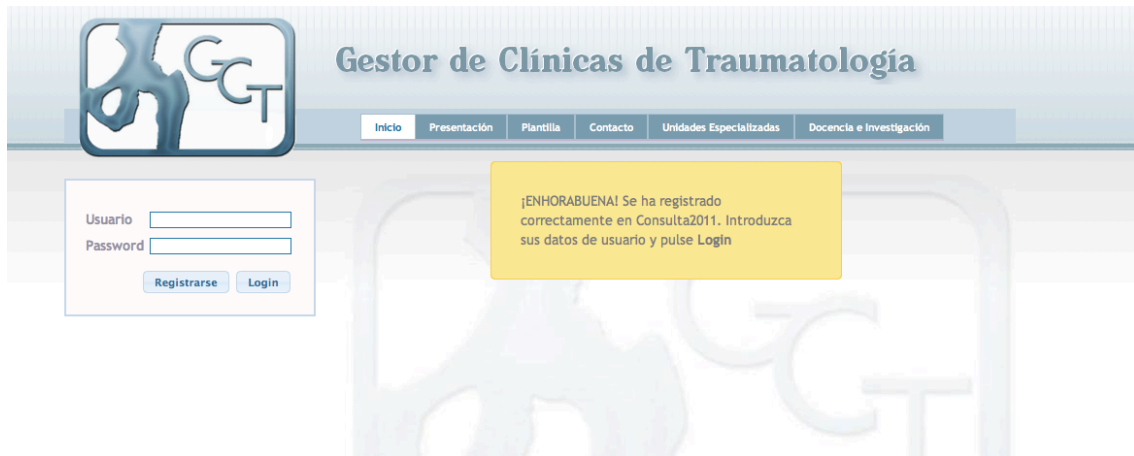 GCT
Gestor de Clínicas de Traumatología
Inicio Presentación Plantilla Contacto Unidades Especializadas Docencia e Investigación
¡ENHORABUENA! Se ha registrado
correctamente en Consulta2011. Introduzca
sus datos de usuario y pulse Login
Usuario
Password
Registrarse Login
GCT